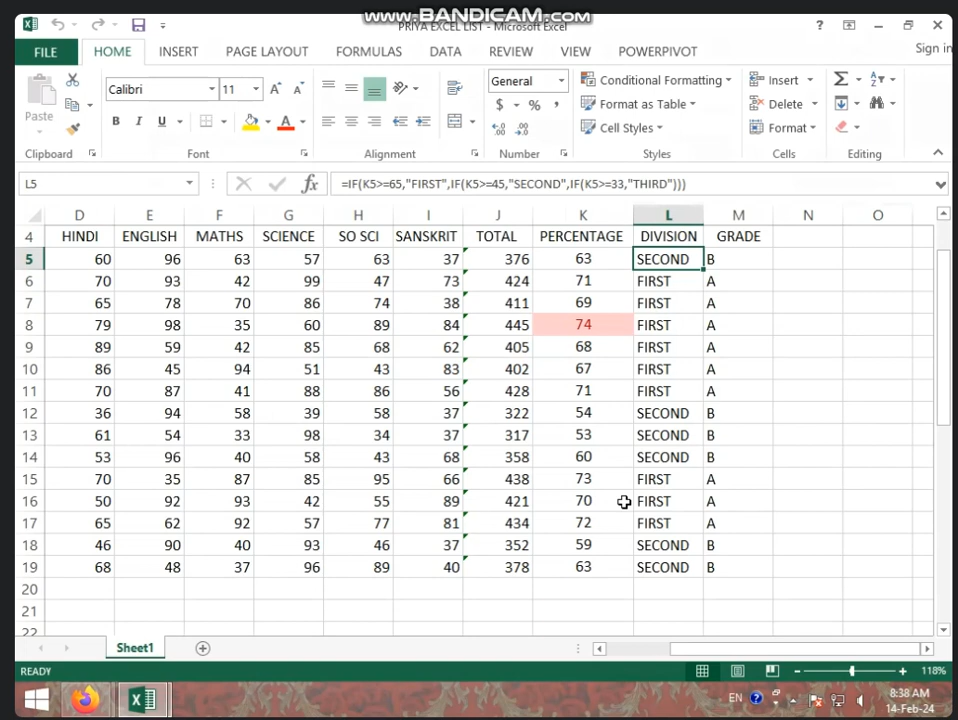 www.BANDICAM.com
PRIYA EXCEL LIST - Microsoft Excel
Sign in
FILE HOME INSERT PAGE LAYOUT FORMULAS DATA REVIEW VIEW POWERPIVOT
Paste
Calibri 11
General
Conditional Formatting
Format as Table
Cell Styles
Insert
Delete
Format
Clipboard Font Alignment Number Styles Cells Editing
L5 =IF(K5>=65,"FIRST",IF(K5>=45,"SECOND",IF(K5>=33,"THIRD")))
D E F G H I J K L M N O
4 HINDI ENGLISH MATHS SCIENCE SO SCI SANSKRIT TOTAL PERCENTAGE DIVISION GRADE
5 60 96 63 57 63 37 376 63 SECOND B
6 70 93 42 99 47 73 424 71 FIRST A
7 65 78 70 86 74 38 411 69 FIRST A
8 79 98 35 60 89 84 445 74 FIRST A
9 89 59 42 85 68 62 405 68 FIRST A
10 86 45 94 51 43 83 402 67 FIRST A
11 70 87 41 88 86 56 428 71 FIRST A
12 36 94 58 39 58 37 322 54 SECOND B
13 61 54 33 98 34 37 317 53 SECOND B
14 53 96 40 58 43 68 358 60 SECOND B
15 70 35 87 85 95 66 438 73 FIRST A
16 50 92 93 42 55 89 421 70 FIRST A
17 65 62 92 57 77 81 434 72 FIRST A
18 46 90 40 93 46 37 352 59 SECOND B
19 68 48 37 96 89 40 378 63 SECOND B
20
21
22
Sheet1
READY 118%
EN 8:38 AM
14-Feb-24